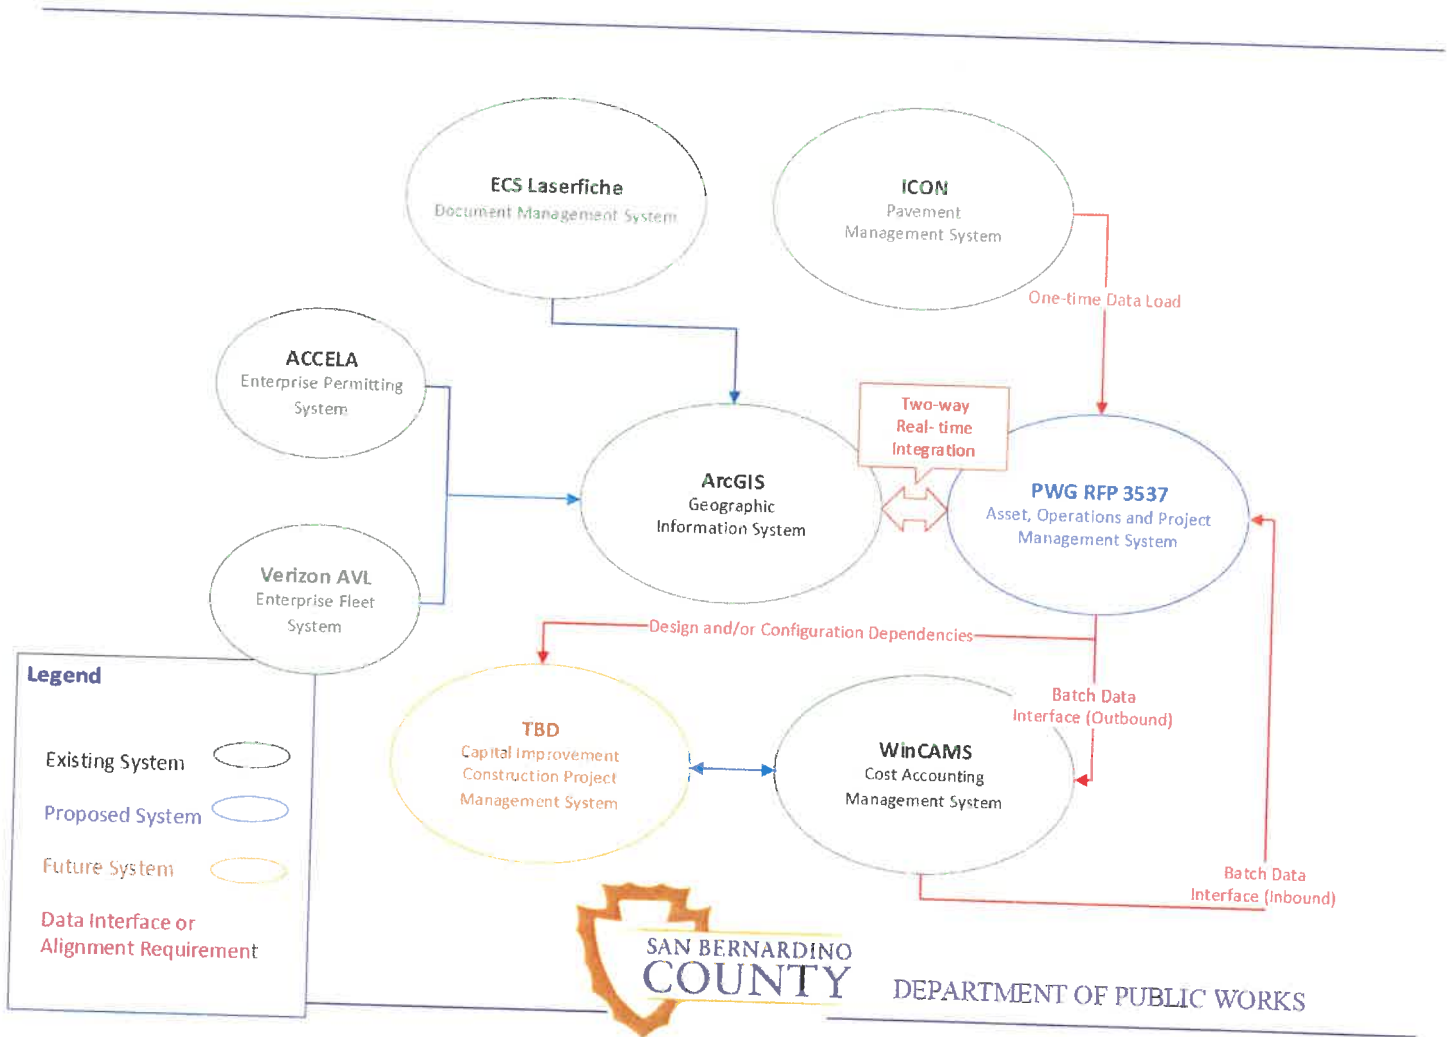 ECS Laserfiche
Document Management System
ICON
Pavement
Management System
One-time Data Load
ACCELA
Enterprise Permitting
System
Two-way
Real- time
Integration
ArcGIS
Geographic
Information System
PWG RFP 3537
Asset, Operations and Project
Management System
Verizon AVL
Enterprise Fleet
System
Design and/or Configuration Dependencies
Legend
Existing System
Proposed System
Future System
Data Interface or
Alignment Requirement
TBD
Capital Improvement
Construction Project
Management System
WinCAMS
Cost Accounting
Management System
Batch Data
Interface (Outbound)
Batch Data
Interface (Inbound)
SAN BERNARDINO
COUNTY
DEPARTMENT OF PUBLIC WORKS